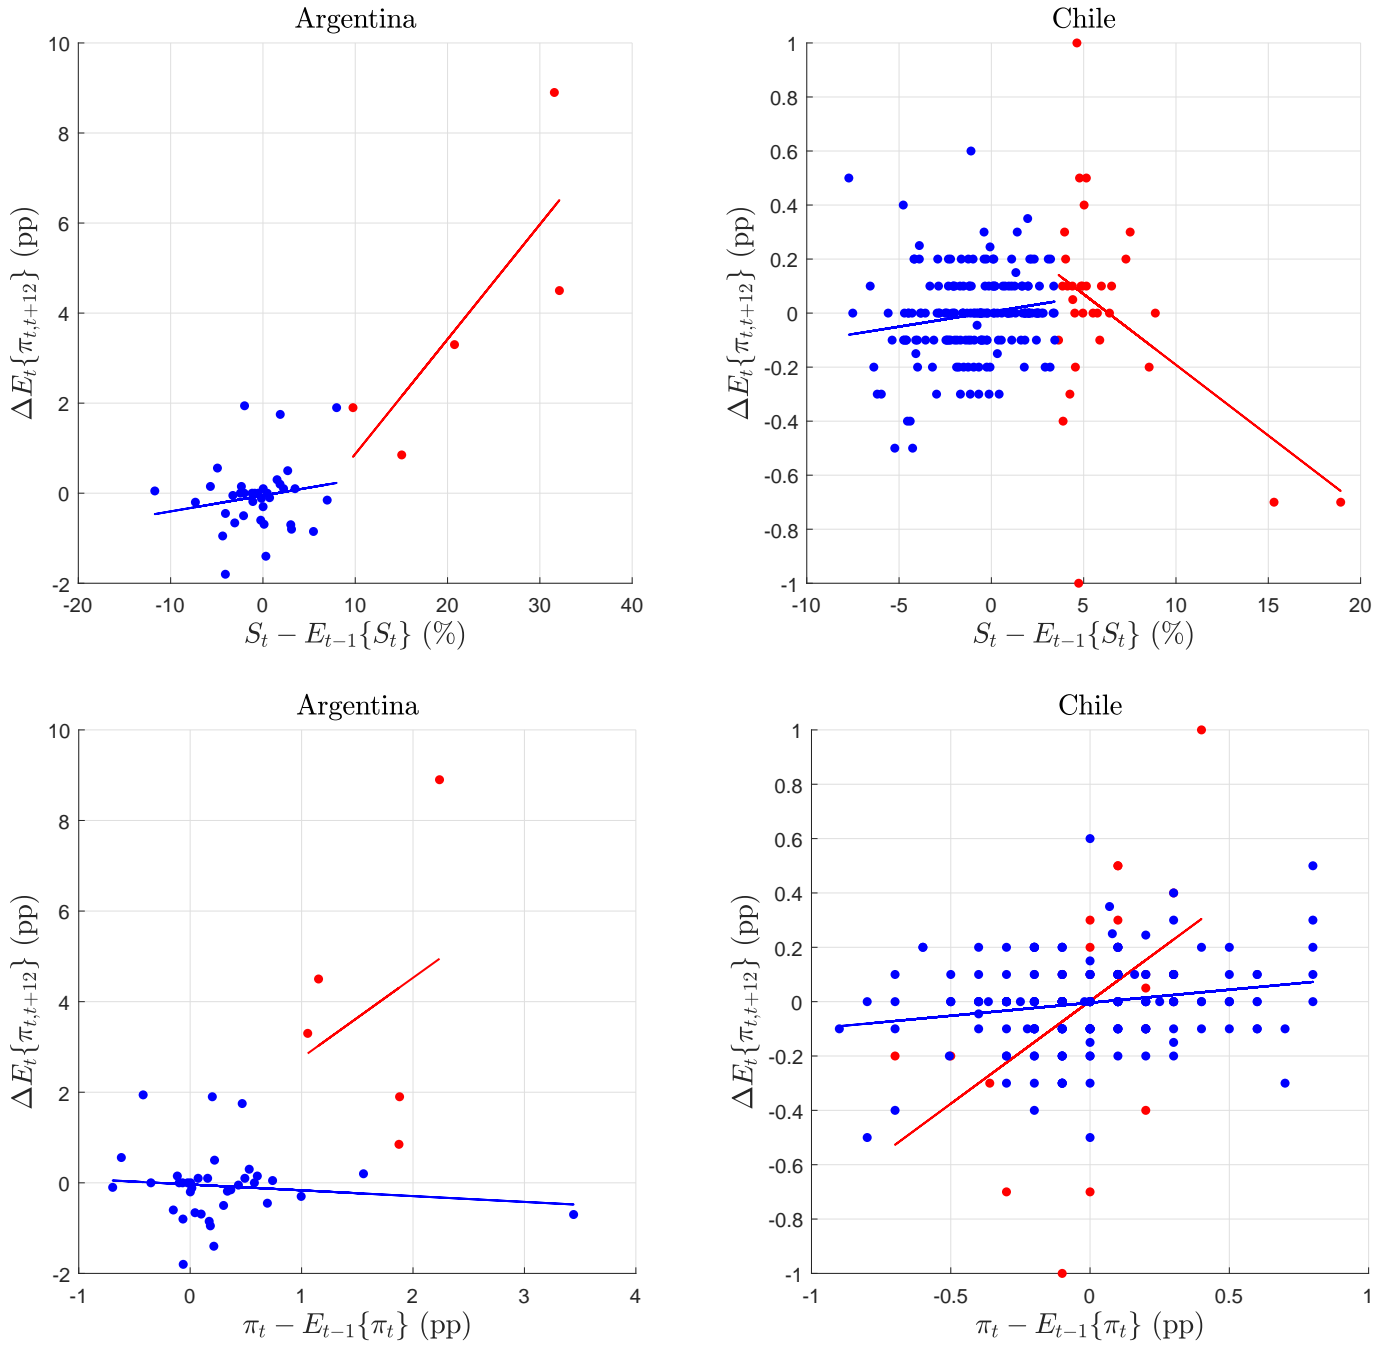 Argentina
10
8
6
4
2
0
-2
-20 -10 0 10 20 30 40
ΔE_t{π_{t,t+12}} (pp)
S_t − E_{t−1}{S_t} (%)
Chile
1
0.8
0.6
0.4
0.2
0
-0.2
-0.4
-0.6
-0.8
-1
-10 -5 0 5 10 15 20
ΔE_t{π_{t,t+12}} (pp)
S_t − E_{t−1}{S_t} (%)
Argentina
10
8
6
4
2
0
-2
-1 0 1 2 3 4
ΔE_t{π_{t,t+12}} (pp)
π_t − E_{t−1}{π_t} (pp)
Chile
1
0.8
0.6
0.4
0.2
0
-0.2
-0.4
-0.6
-0.8
-1
-1 -0.5 0 0.5 1
ΔE_t{π_{t,t+12}} (pp)
π_t − E_{t−1}{π_t} (pp)